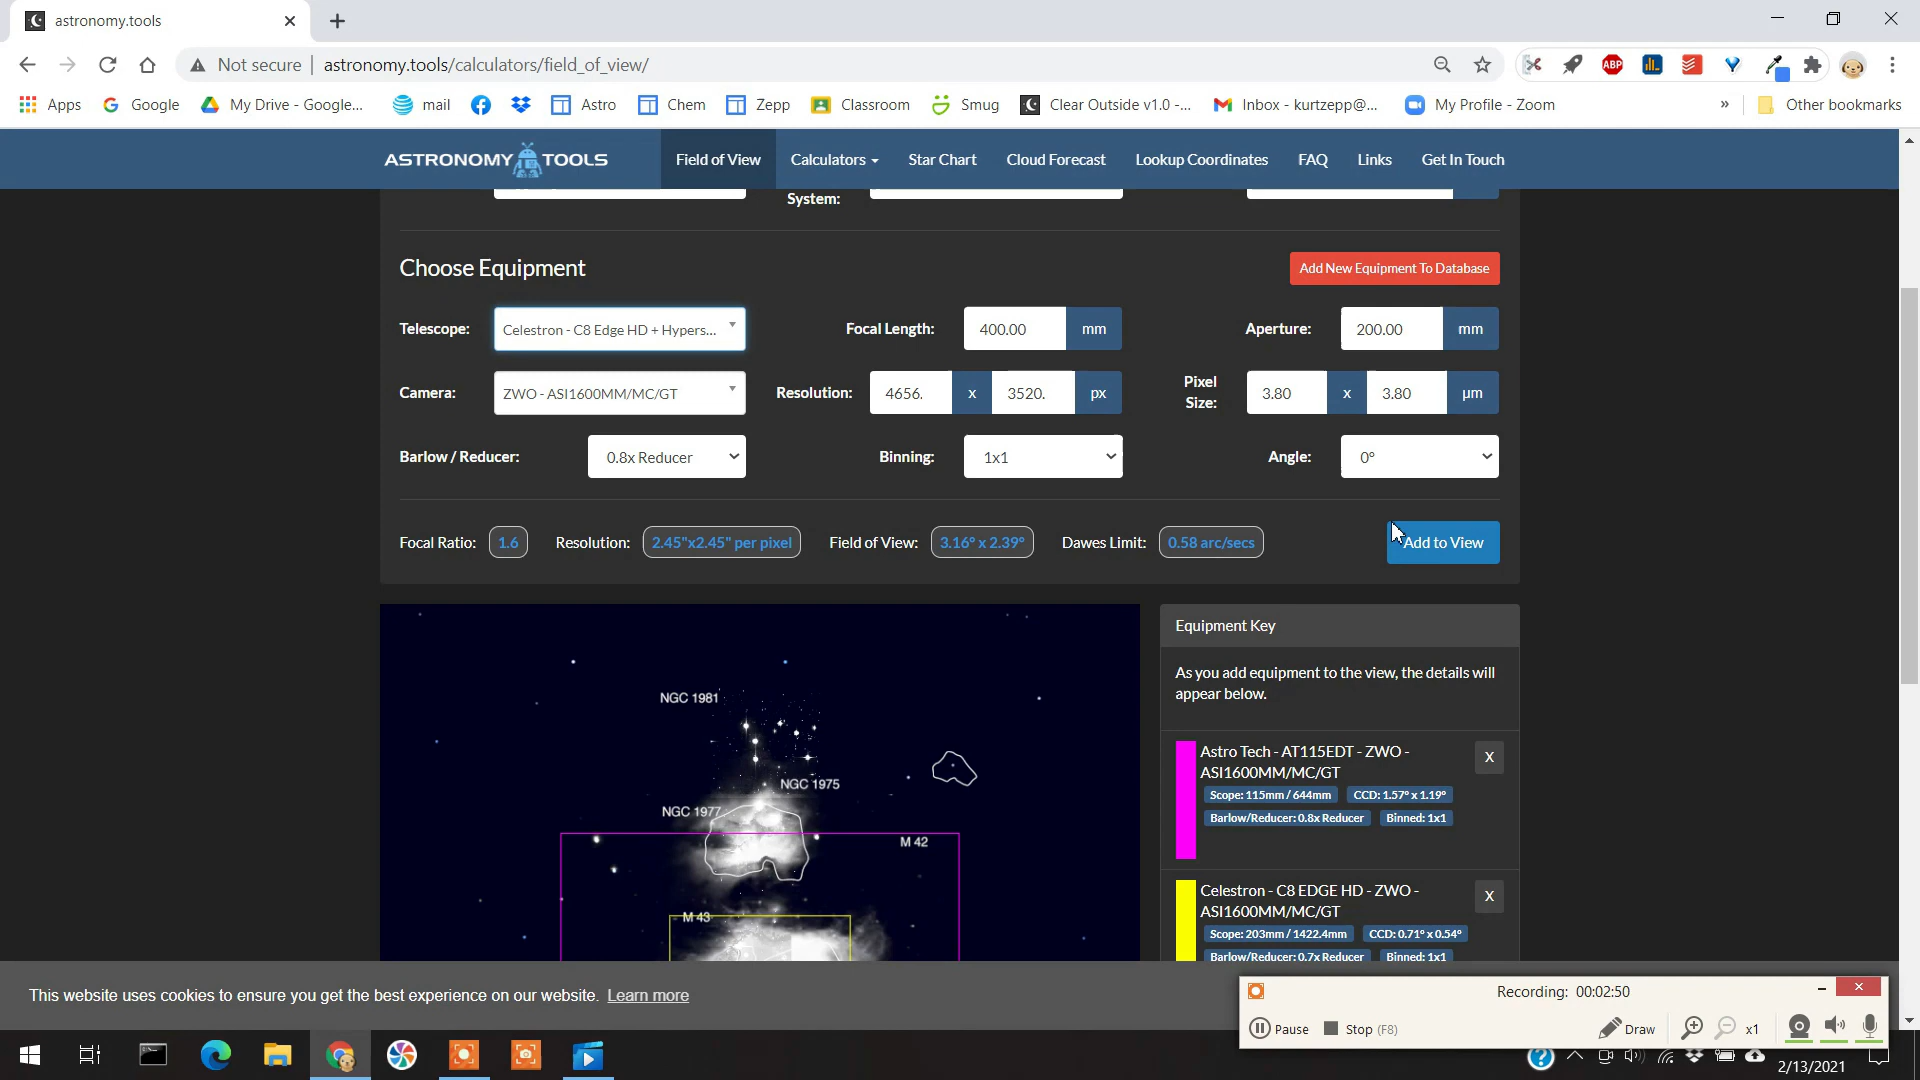 astronomy.tools
Not secure | astronomy.tools/calculators/field_of_view/
ABP
Apps Google My Drive - Google... mail Astro Chem Zepp Classroom Smug Clear Outside v1.0 -... Inbox - kurtzepp@... My Profile - Zoom » Other bookmarks
ASTRONOMY TOOLS Field of View Calculators Star Chart Cloud Forecast Lookup Coordinates FAQ Links Get In Touch
System:
Choose Equipment Add New Equipment To Database
Telescope: Celestron - C8 Edge HD + Hypers... Focal Length: 400.00 mm Aperture: 200.00 mm
Camera: ZWO - ASI1600MM/MC/GT Resolution: 4656. x 3520. px Pixel Size: 3.80 x 3.80 µm
Barlow / Reducer: 0.8x Reducer Binning: 1x1 Angle: 0°
Focal Ratio: 1.6 Resolution: 2.45"x2.45" per pixel Field of View: 3.16° x 2.39° Dawes Limit: 0.58 arc/secs Add to View
NGC 1981
NGC 1975
NGC 1977
M 42
M 43
Equipment Key
As you add equipment to the view, the details will
appear below.
Astro Tech - AT115EDT - ZWO - X
ASI1600MM/MC/GT
Scope: 115mm / 644mm CCD: 1.57° x 1.19°
Barlow/Reducer: 0.8x Reducer Binned: 1x1
Celestron - C8 EDGE HD - ZWO - X
ASI1600MM/MC/GT
Scope: 203mm / 1422.4mm CCD: 0.71° x 0.54°
Barlow/Reducer: 0.7x Reducer Binned: 1x1
This website uses cookies to ensure you get the best experience on our website. Learn more
Recording: 00:02:50
Pause Stop (F8) Draw x1
2/13/2021